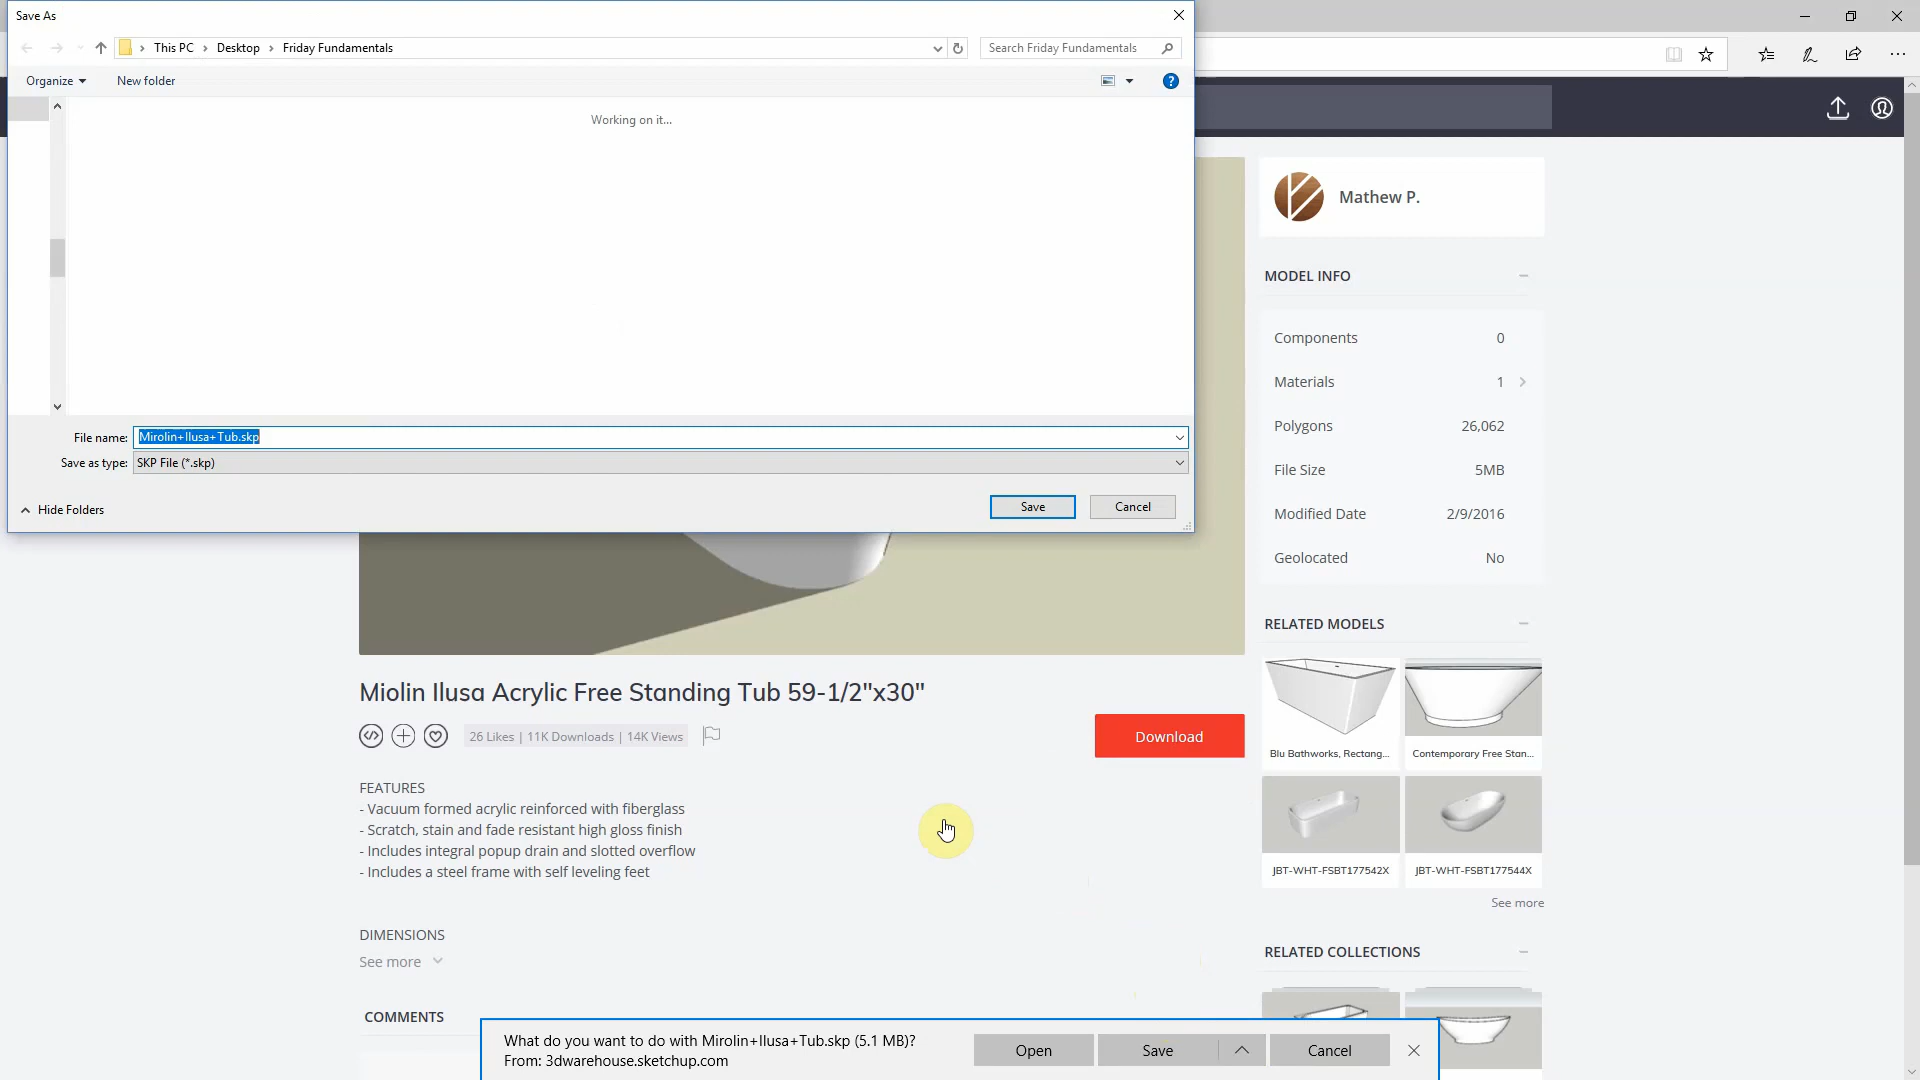 Save As
This PC
Desktop
Friday Fundamentals
Search Friday Fundamentals
Organize
New folder
Working on it...
File name: Mirolin+Ilusa+Tub.skp
Save as type: SKP File (*.skp)
Hide Folders
Save
Cancel
Mathew P.
MODEL INFO
Components 0
Materials 1
Polygons 26,062
File Size 5MB
Modified Date 2/9/2016
Geolocated No
RELATED MODELS
Blu Bathworks, Rectang...
Contemporary Free Stan...
JBT-WHT-FSBT177542X
JBT-WHT-FSBT177544X
See more
RELATED COLLECTIONS
Miolin Ilusa Acrylic Free Standing Tub 59-1/2"x30"
26 Likes | 11K Downloads | 14K Views
Download
FEATURES
- Vacuum formed acrylic reinforced with fiberglass
- Scratch, stain and fade resistant high gloss finish
- Includes integral popup drain and slotted overflow
- Includes a steel frame with self leveling feet
DIMENSIONS
See more
COMMENTS
What do you want to do with Mirolin+Ilusa+Tub.skp (5.1 MB)?
From: 3dwarehouse.sketchup.com
Open
Save
Cancel